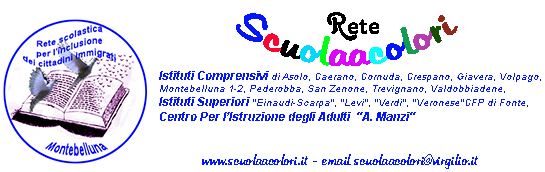 Rete scolastica
per l'inclusione
dei cittadini immigrati
Montebelluna
Rete
Scuolaacolori
Istituti Comprensivi di Asolo, Caerano, Cornuda, Crespano, Giavera, Volpago,
Montebelluna 1-2, Pederobba, San Zenone, Trevignano, Valdobbiadene,
Istituti Superiori "Einaudi-Scarpa", "Levi", "Verdi", "Veronese"CFP di Fonte,
Centro Per l'Istruzione degli Adulti "A. Manzi"
www.scuolaacolori.it - email scuolaacolori@virgilio.it